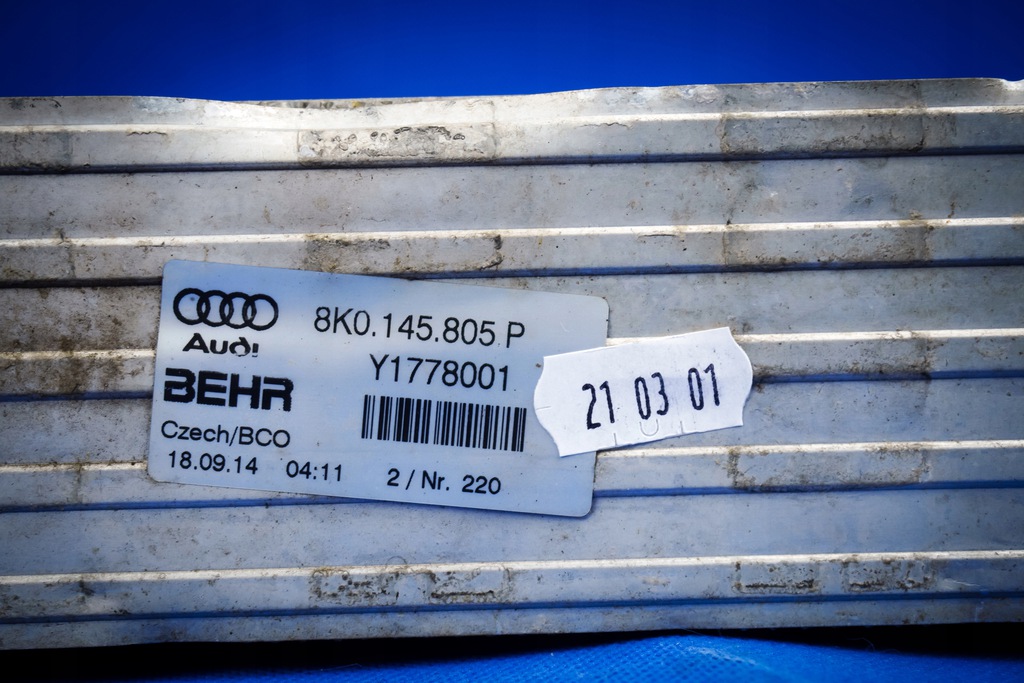 Audi
8K0.145.805 P
Y1778001
BEHR
Czech/BCO
18.09.14 04:11
2 / Nr. 220
21 03 01